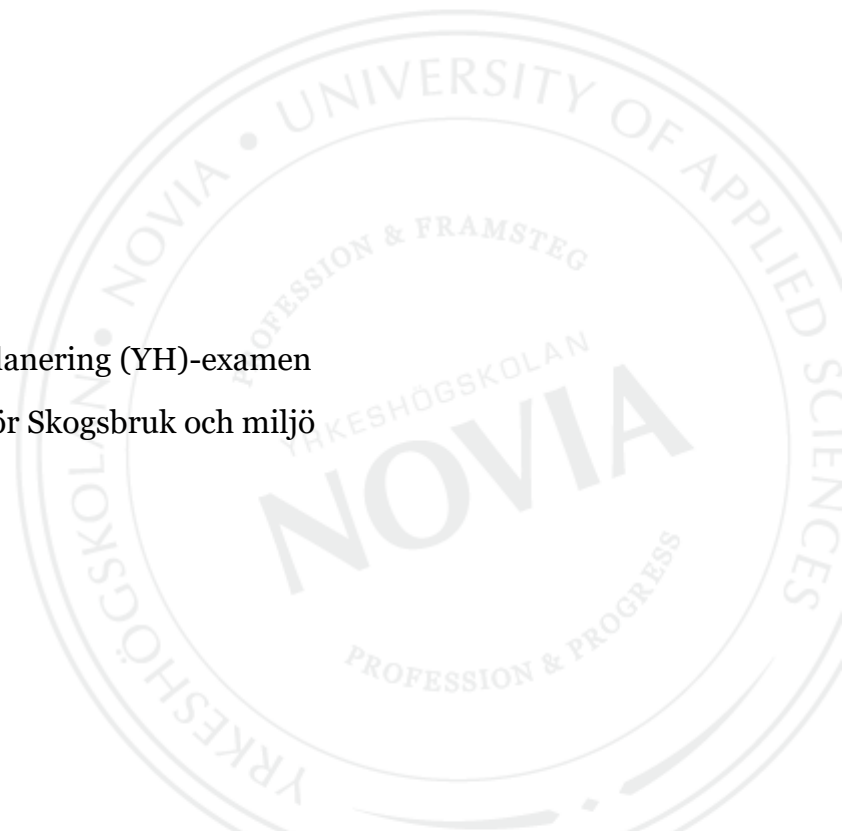 YRKESHÖGSKOLAN • NOVIA • UNIVERSITY OF APPLIED SCIENCES
PROFESSION & FRAMSTEG
lanering (YH)-examen
ör Skogsbruk och miljö
YRKESHÖGSKOLAN
NOVIA
PROFESSION & PROGRESS